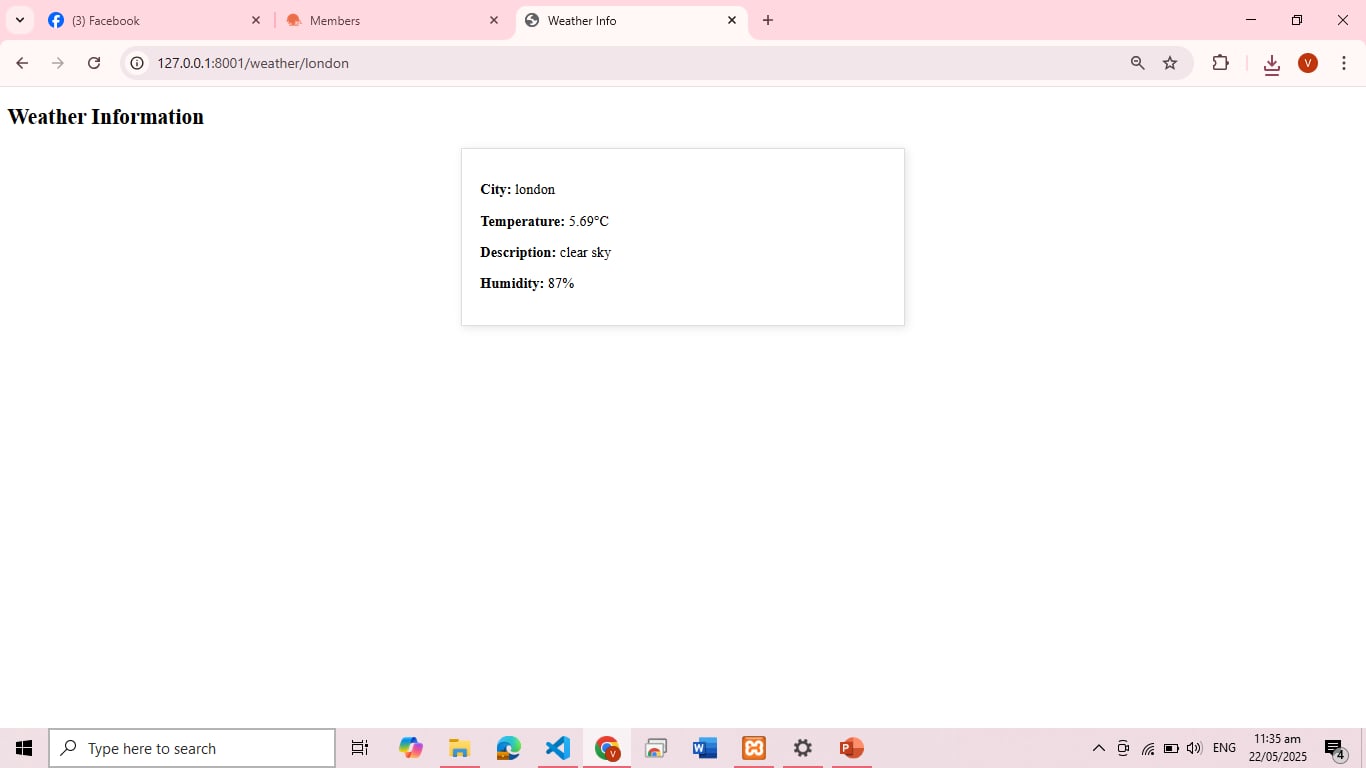 (3) Facebook
Members
Weather Info
127.0.0.1:8001/weather/london
V
Weather Information
City: london
Temperature: 5.69°C
Description: clear sky
Humidity: 87%
Type here to search
V
W
P
ENG
11:35 am
22/05/2025
4